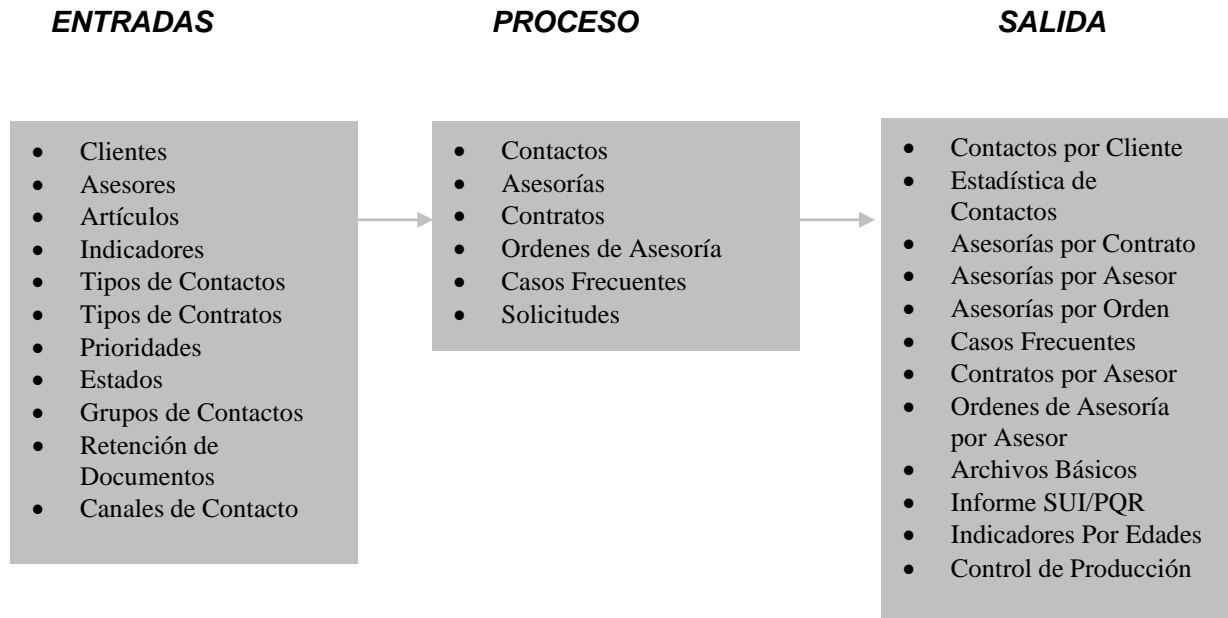 ENTRADAS
PROCESO
SALIDA
• Clientes
• Asesores
• Artículos
• Indicadores
• Tipos de Contactos
• Tipos de Contratos
• Prioridades
• Estados
• Grupos de Contactos
• Retención de
Documentos
• Canales de Contacto
• Contactos
• Asesorías
• Contratos
• Ordenes de Asesoría
• Casos Frecuentes
• Solicitudes
• Contactos por Cliente
• Estadística de
Contactos
• Asesorías por Contrato
• Asesorías por Asesor
• Asesorías por Orden
• Casos Frecuentes
• Contratos por Asesor
• Ordenes de Asesoría
por Asesor
• Archivos Básicos
• Informe SUI/PQR
• Indicadores Por Edades
• Control de Producción